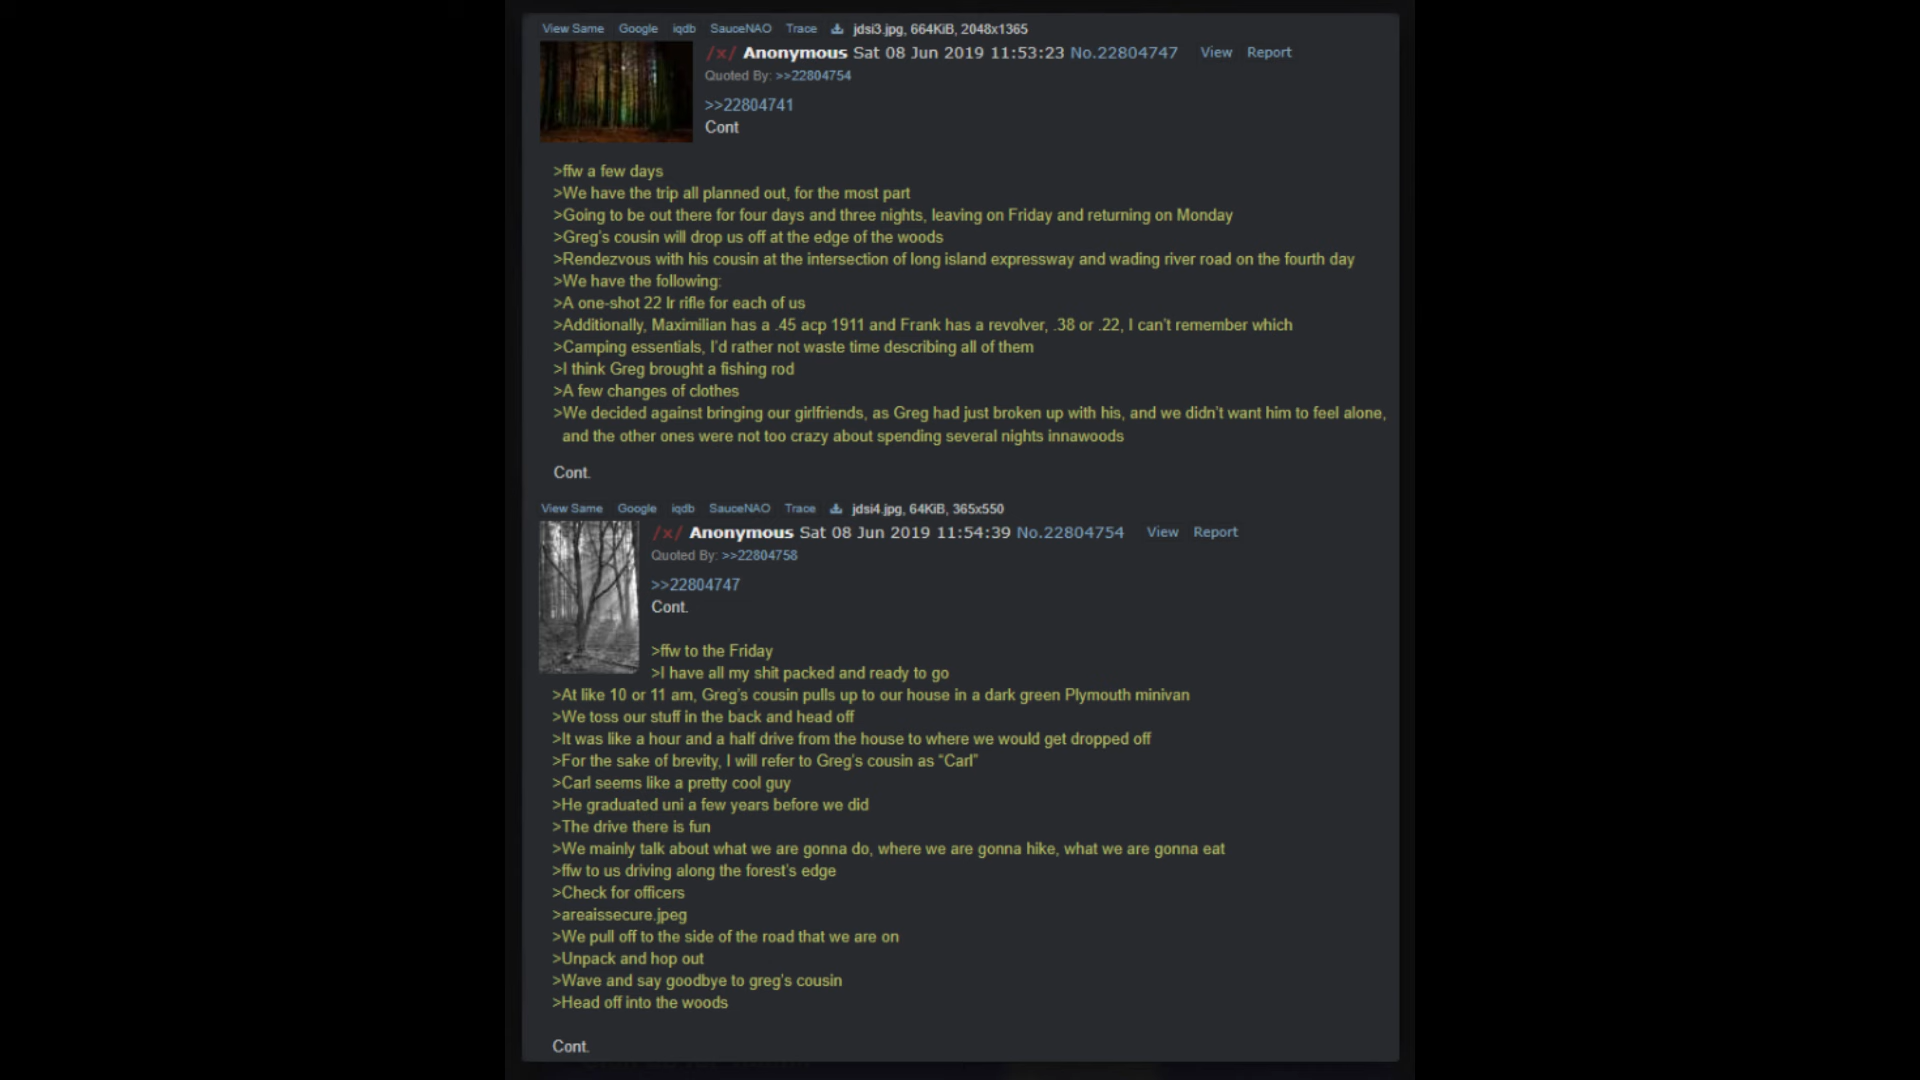 View Same Google iqdb SauceNAO Trace jdsi3.jpg, 664KiB, 2048x1365
/x/ Anonymous Sat 08 Jun 2019 11:53:23 No.22804747 View Report
Quoted By: >>22804754
>>22804741
Cont
>ffw a few days
>We have the trip all planned out, for the most part
>Going to be out there for four days and three nights, leaving on Friday and returning on Monday
>Greg's cousin will drop us off at the edge of the woods
>Rendezvous with his cousin at the intersection of long island expressway and wading river road on the fourth day
>We have the following:
>A one-shot 22 lr rifle for each of us
>Additionally, Maximilian has a .45 acp 1911 and Frank has a revolver, .38 or .22, I can't remember which
>Camping essentials, I'd rather not waste time describing all of them
>I think Greg brought a fishing rod
>A few changes of clothes
>We decided against bringing our girlfriends, as Greg had just broken up with his, and we didn't want him to feel alone,
and the other ones were not too crazy about spending several nights innawoods
Cont.
View Same Google iqdb SauceNAO Trace jdsi4.jpg, 64KiB, 365x550
/x/ Anonymous Sat 08 Jun 2019 11:54:39 No.22804754 View Report
Quoted By: >>22804758
>>22804747
Cont.
>ffw to the Friday
>I have all my shit packed and ready to go
>At like 10 or 11 am, Greg's cousin pulls up to our house in a dark green Plymouth minivan
>We toss our stuff in the back and head off
>It was like a hour and a half drive from the house to where we would get dropped off
>For the sake of brevity, I will refer to Greg's cousin as “Carl”
>Carl seems like a pretty cool guy
>He graduated uni a few years before we did
>The drive there is fun
>We mainly talk about what we are gonna do, where we are gonna hike, what we are gonna eat
>ffw to us driving along the forest's edge
>Check for officers
>areaissecure.jpeg
>We pull off to the side of the road that we are on
>Unpack and hop out
>Wave and say goodbye to greg's cousin
>Head off into the woods
Cont.